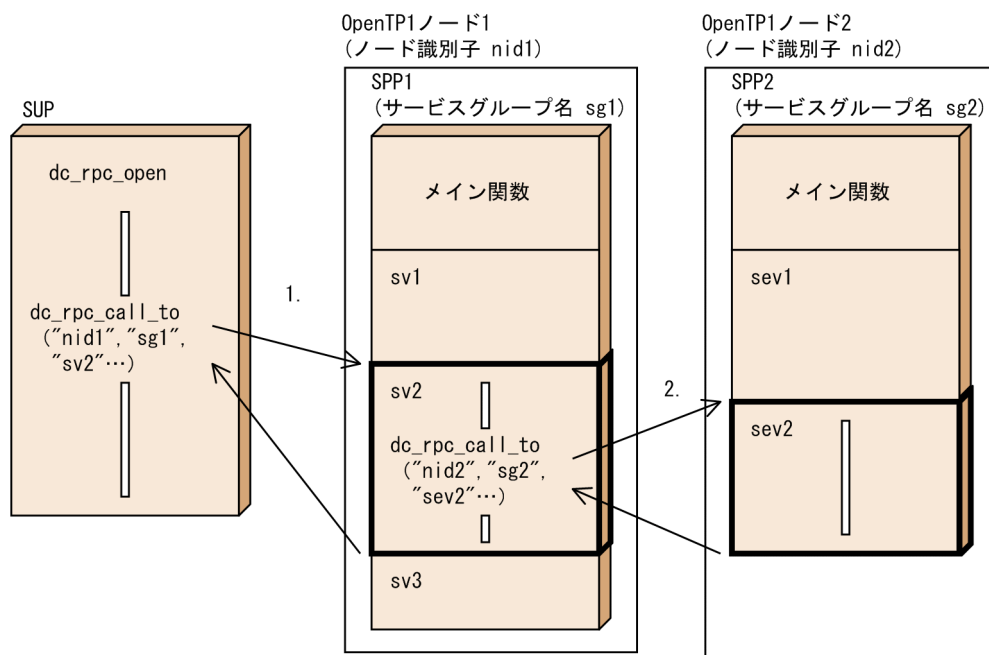 OpenTP1ノード1
(ノード識別子 nid1)
OpenTP1ノード2
(ノード識別子 nid2)
SUP
dc_rpc_open
dc_rpc_call_to
("nid1","sg1",
"sv2"…)
1.
SPP1
(サービスグループ名 sg1)
メイン関数
sv1
sv2
dc_rpc_call_to
("nid2","sg2",
"sev2"…)
sv3
2.
SPP2
(サービスグループ名 sg2)
メイン関数
sev1
sev2